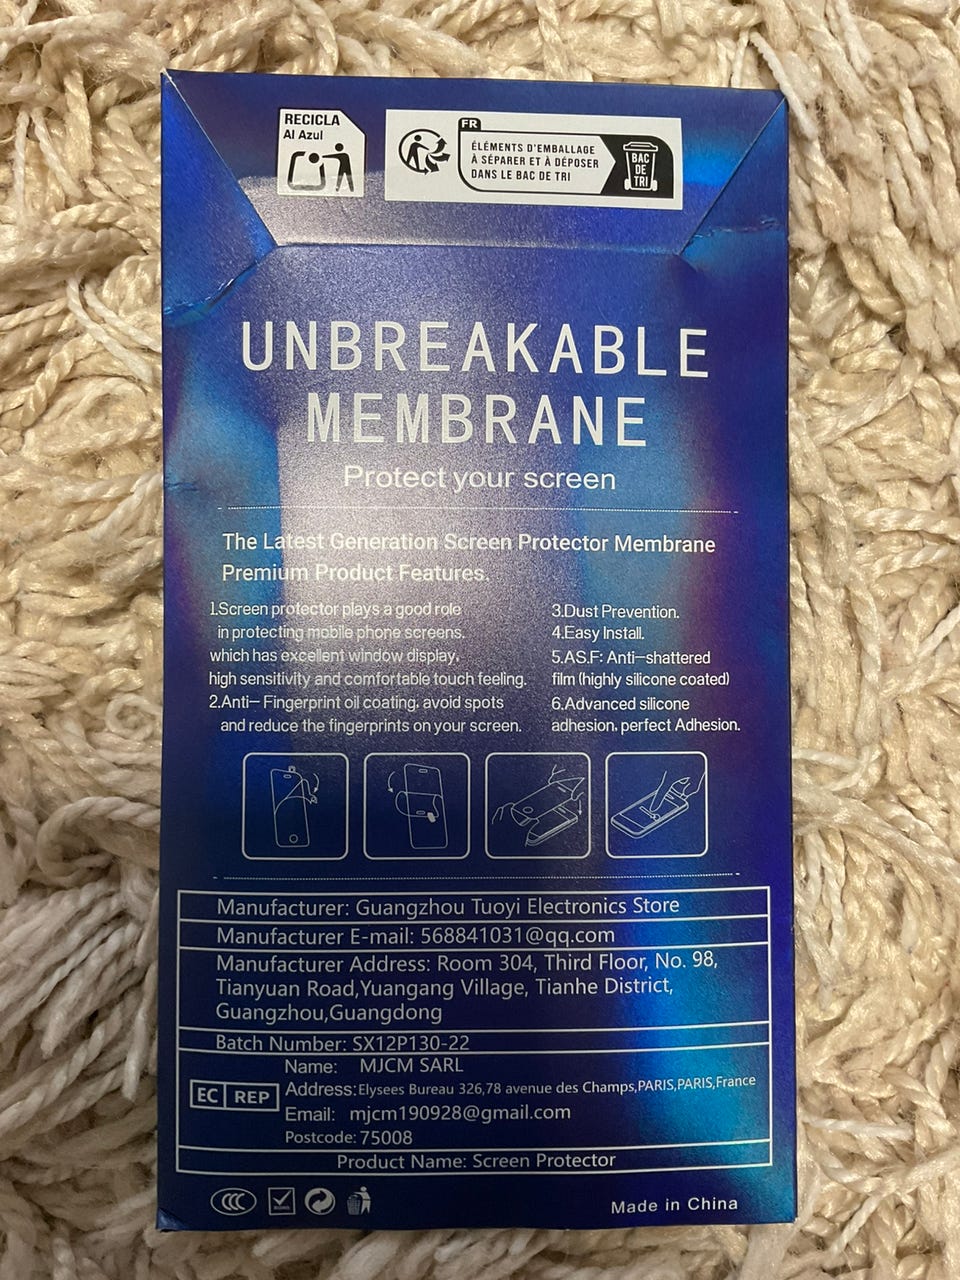 RECICLA
Al Azul
FR
ÉLÉMENTS D'EMBALLAGE
À SÉPARER ET À DÉPOSER
DANS LE BAC DE TRI
BAC
DE
TRI
UNBREAKABLE
MEMBRANE
Protect your screen
The Latest Generation Screen Protector Membrane
Premium Product Features.
1.Screen protector plays a good role
in protecting mobile phone screens.
which has excellent window display,
high sensitivity and comfortable touch feeling.
2.Anti- Fingerprint oil coating, avoid spots
and reduce the fingerprints on your screen.
3.Dust Prevention.
4.Easy Install.
5.AS.F: Anti-shattered
film (highly silicone coated)
6.Advanced silicone
adhesion, perfect Adhesion.
Manufacturer: Guangzhou Tuoyi Electronics Store
Manufacturer E-mail: 568841031@qq.com
Manufacturer Address: Room 304, Third Floor, No. 98,
Tianyuan Road,Yuangang Village, Tianhe District,
Guangzhou,Guangdong
Batch Number: SX12P130-22
EC REP
Name: MJCM SARL
Address:Elysees Bureau 326,78 avenue des Champs,PARIS,PARIS,France
Email: mjcm190928@gmail.com
Postcode: 75008
Product Name: Screen Protector
CCC
Made in China